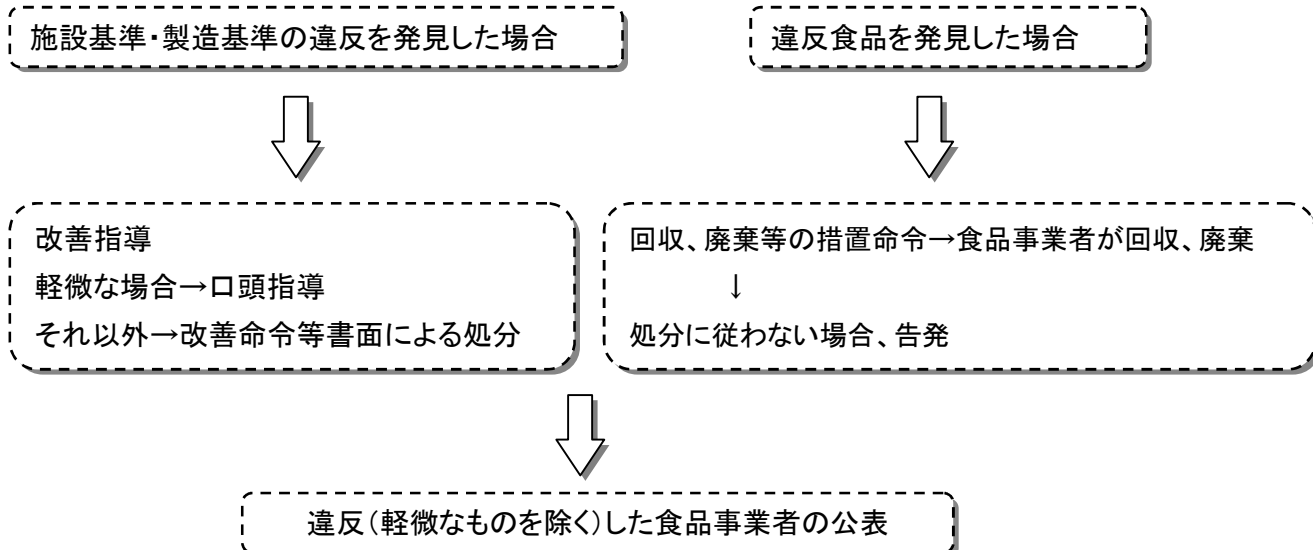 施設基準・製造基準の違反を発見した場合
違反食品を発見した場合
改善指導
軽微な場合→口頭指導
それ以外→改善命令等書面による処分
回収、廃棄等の措置命令→食品事業者が回収、廃棄
↓
処分に従わない場合、告発
違反(軽微なものを除く)した食品事業者の公表